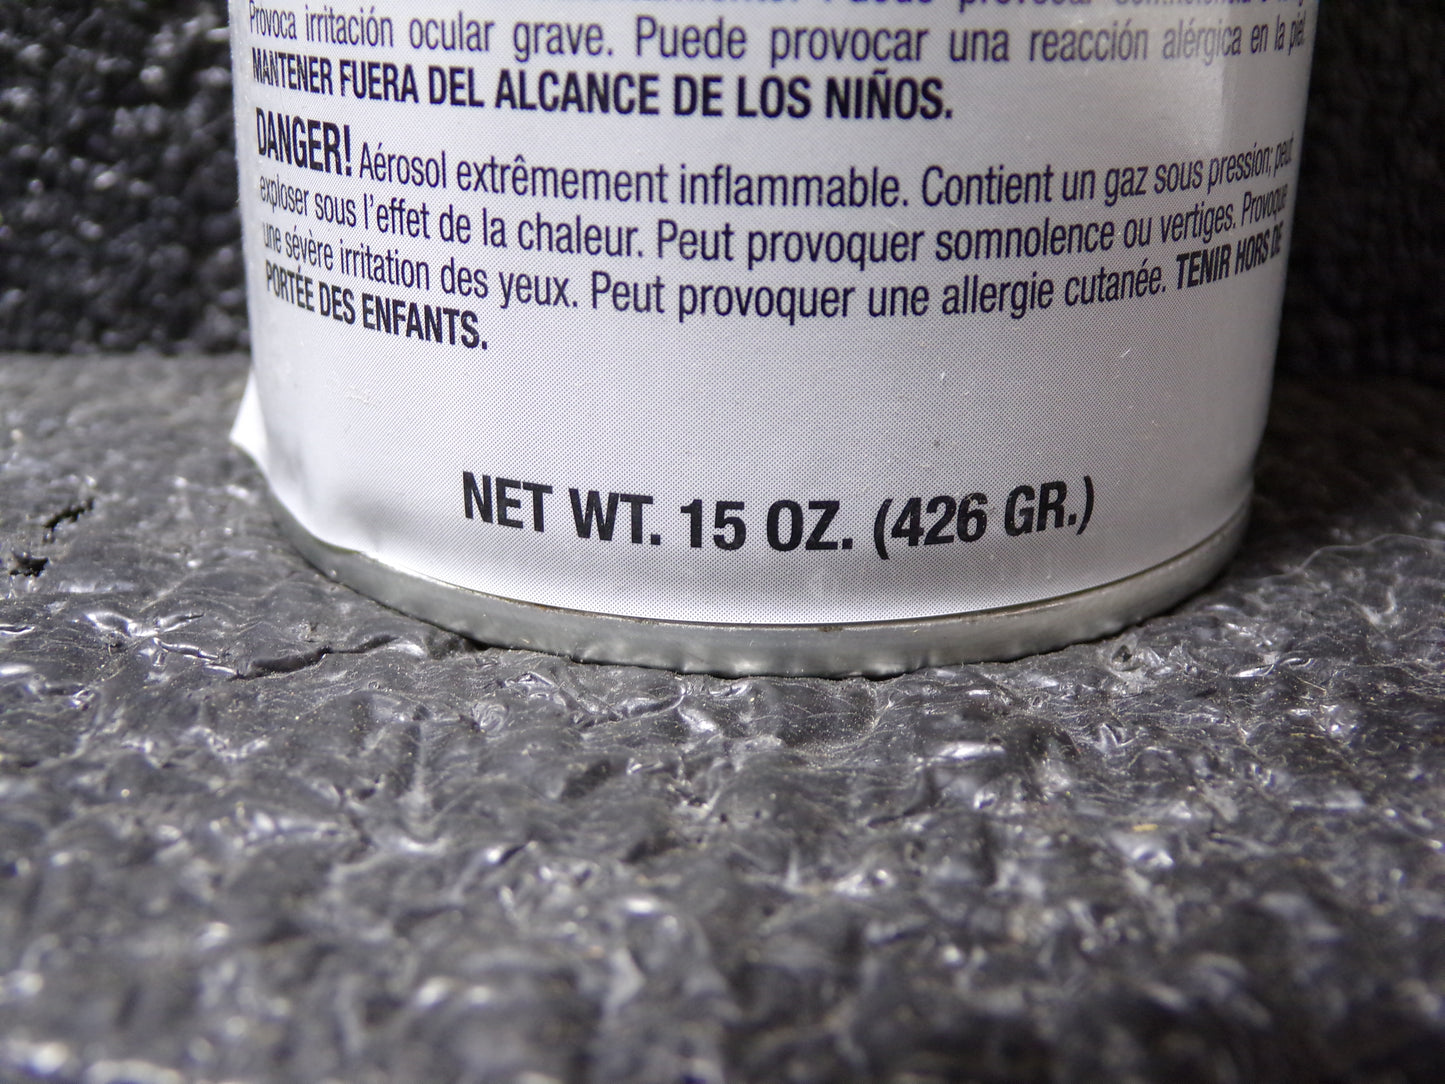 Puede provocar
Provoca irritación ocular grave. Puede provocar una reacción alérgica en la piel.
MANTENER FUERA DEL ALCANCE DE LOS NIÑOS.
DANGER! Aérosol extrêmement inflammable. Contient un gaz sous pression; peut
exploser sous l'effet de la chaleur. Peut provoquer somnolence ou vertiges. Provoque
une sévère irritation des yeux. Peut provoquer une allergie cutanée. TENIR HORS DE
PORTÉE DES ENFANTS.
NET WT. 15 OZ. (426 GR.)